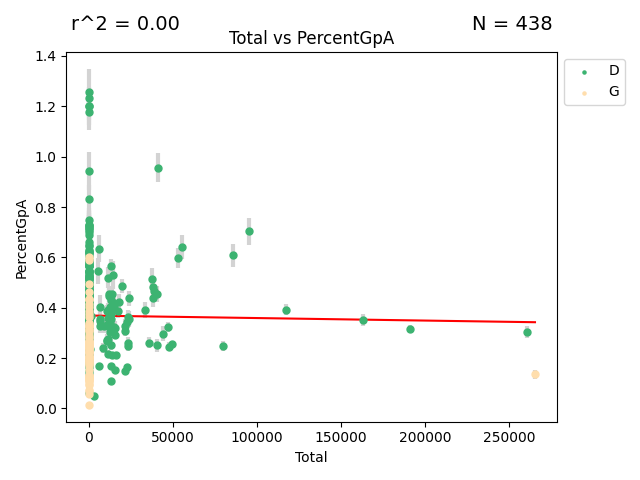 r^2 = 0.00
N = 438
Total vs PercentGpA
D
G
PercentGpA
1.4
1.2
1.0
0.8
0.6
0.4
0.2
0.0
0
50000
100000
150000
200000
250000
Total